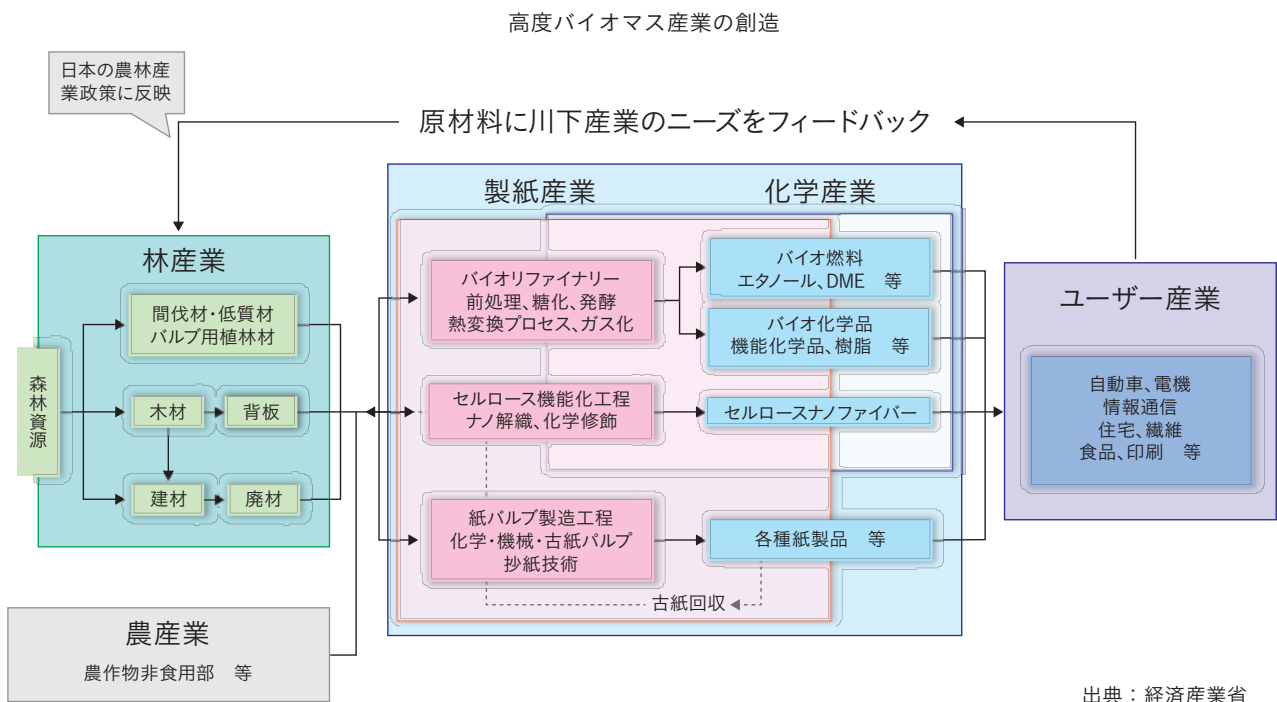 高度バイオマス産業の創造
日本の農林産
業政策に反映
原材料に川下産業のニーズをフィードバック
林産業
森林資源
間伐材・低質材
バルブ用植林材
木材
背板
建材
廃材
農産業
農作物非食用部　等
製紙産業
化学産業
バイオリファイナリー
前処理、糖化、発酵
熱変換プロセス、ガス化
バイオ燃料
エタノール、DME　等
バイオ化学品
機能化学品、樹脂　等
セルロース機能化工程
ナノ解繊、化学修飾
セルロースナノファイバー
紙バルブ製造工程
化学・機械・古紙パルプ
抄紙技術
各種紙製品　等
古紙回収
ユーザー産業
自動車、電機
情報通信
住宅、繊維
食品、印刷　等
出典：経済産業省